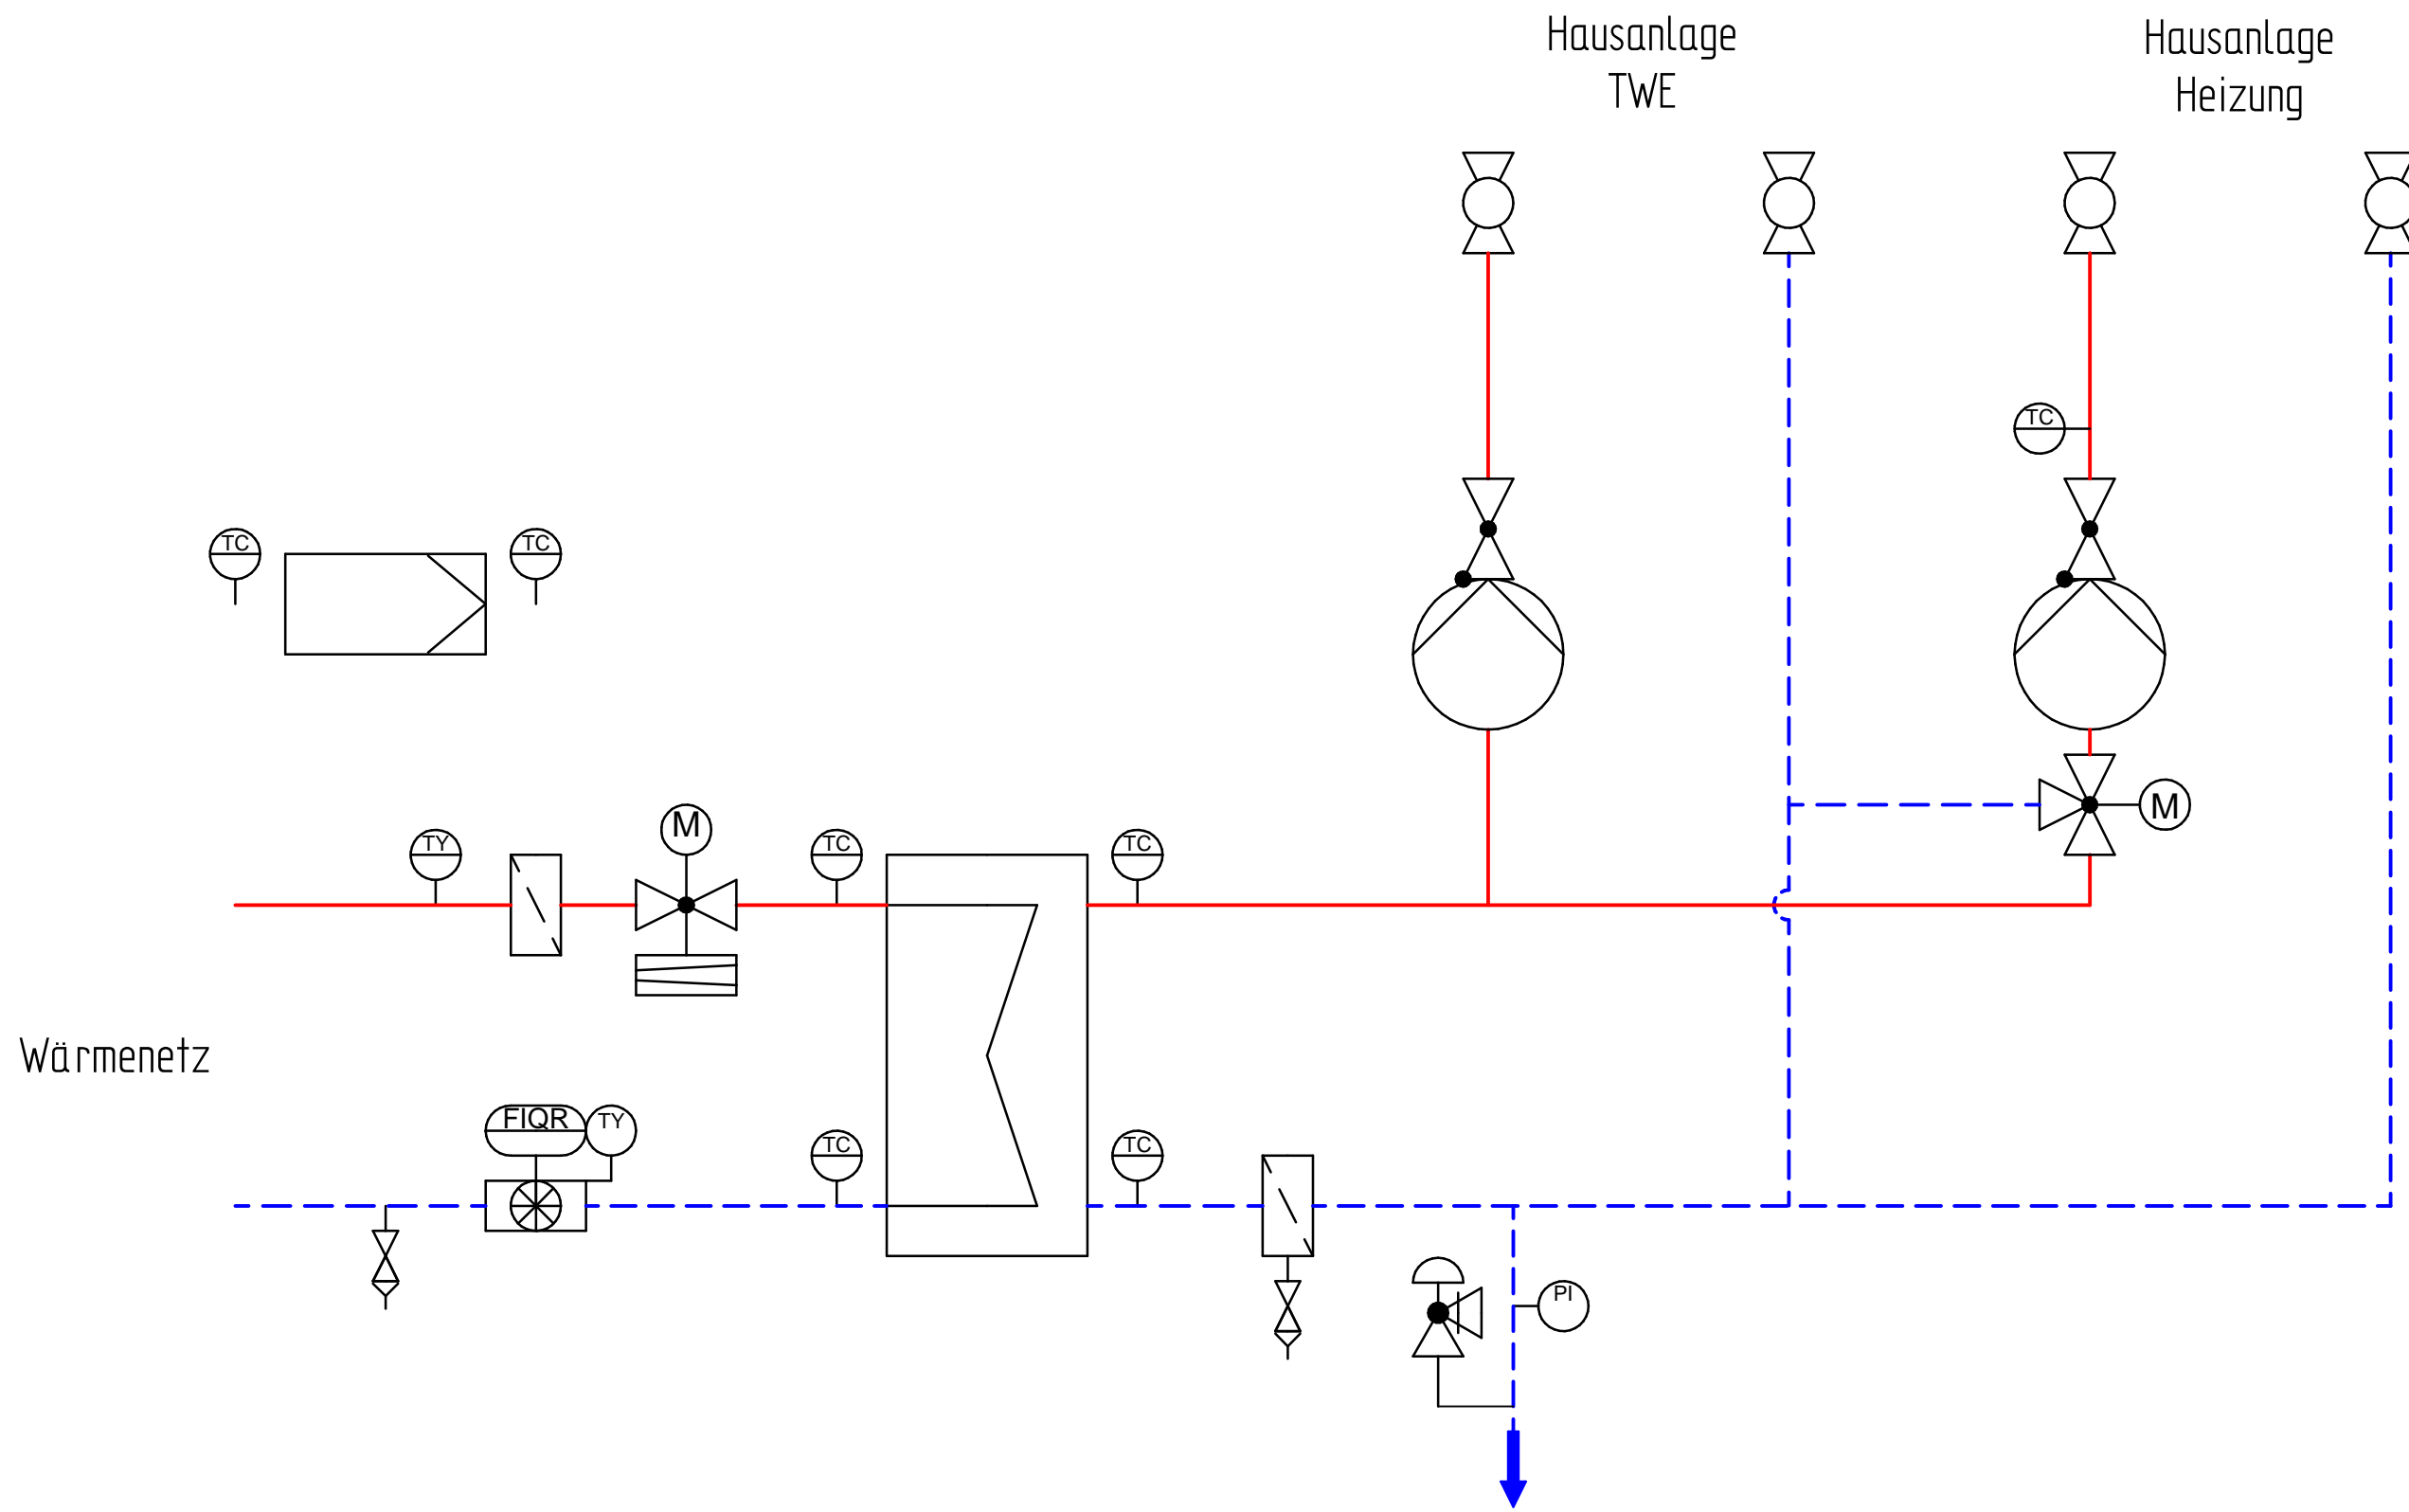 Hausanlage
TWE
Hausanlage
Heizung
TC
TC
TC
TY
M
TC
TC
M
Wärmenetz
FIQR
TY
TC
TC
PI